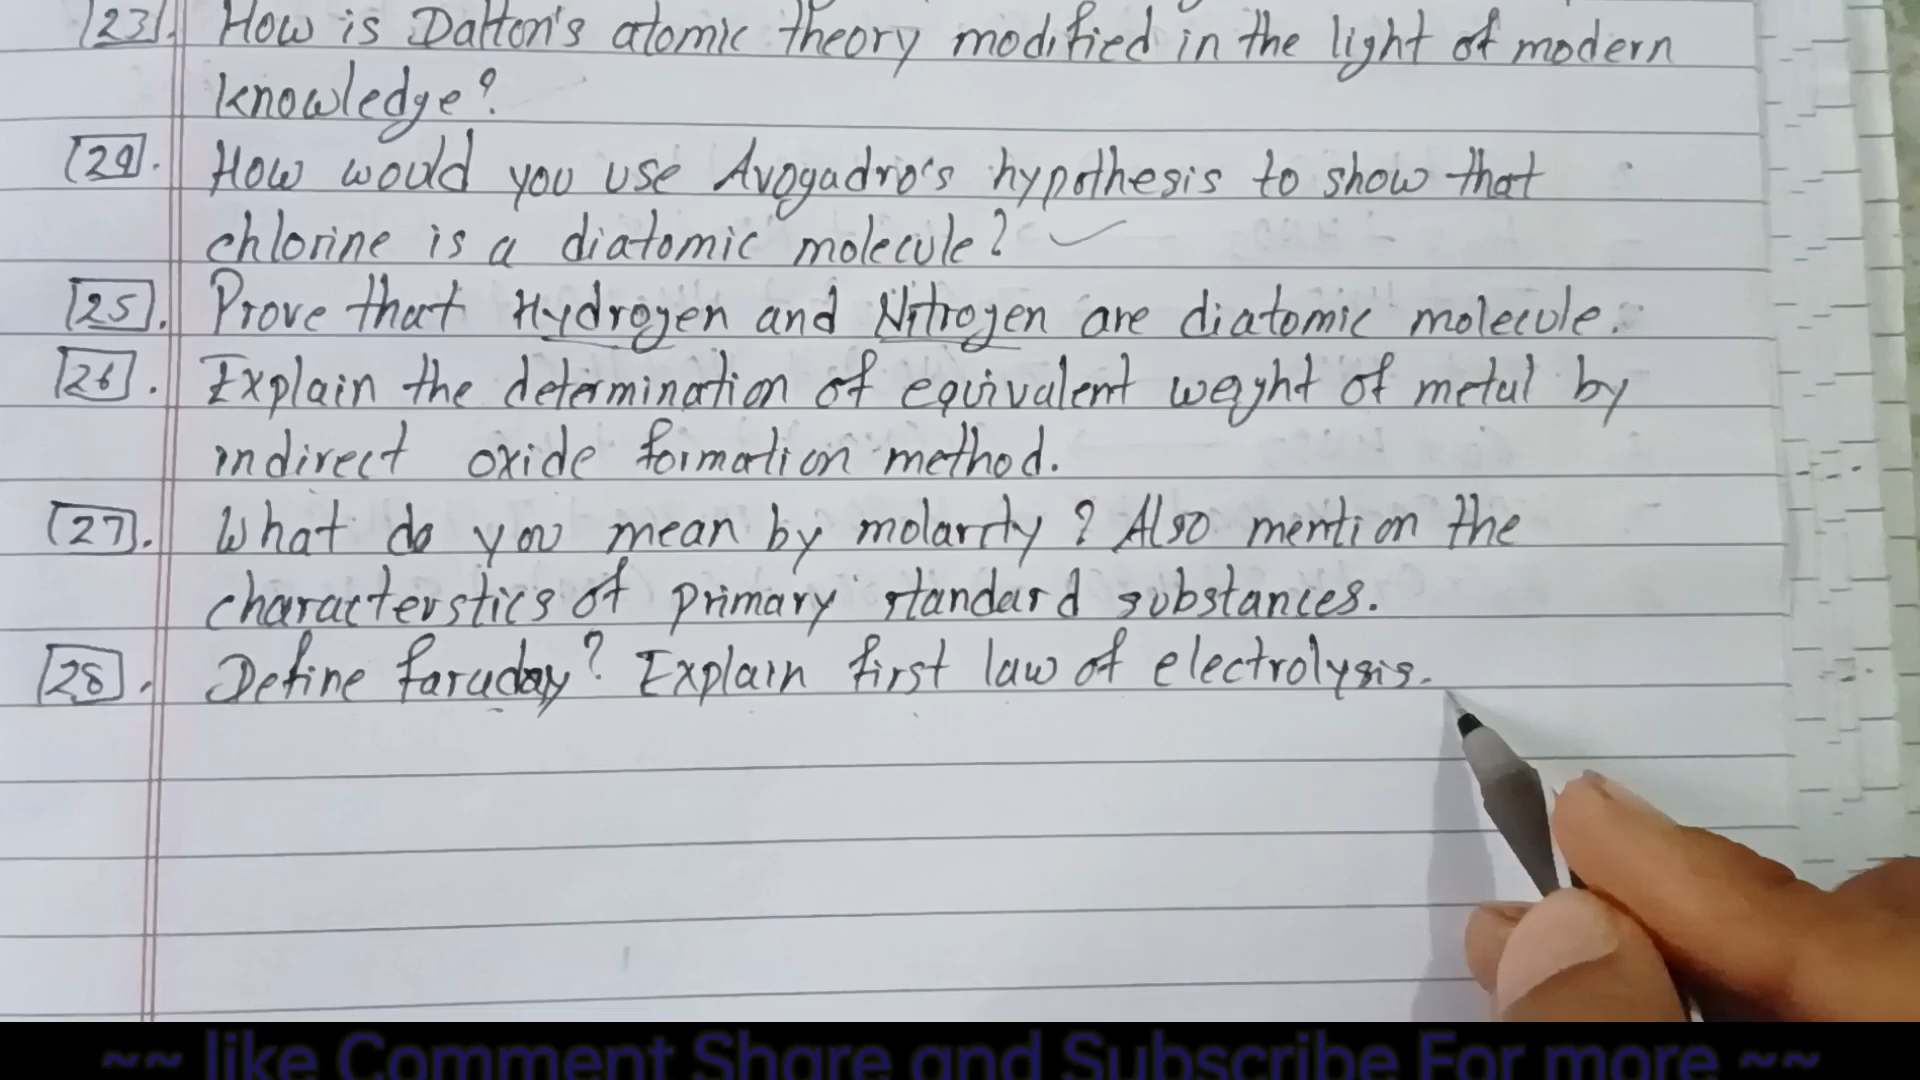 [23]. How is Dalton's atomic theory modified in the light of modern
knowledge?
[24]. How would you use Avogadro's hypothesis to show that
chlorine is a diatomic molecule?
[25]. Prove that Hydrogen and Nitrogen are diatomic molecule.
[26]. Explain the determination of equivalent weight of metal by
indirect oxide formation method.
[27]. What do you mean by molarity? Also mention the
characterstics of primary standard substances.
[28]. Define faraday? Explain first law of electrolysis.
~~ like Comment Share and Subscribe For more ~~